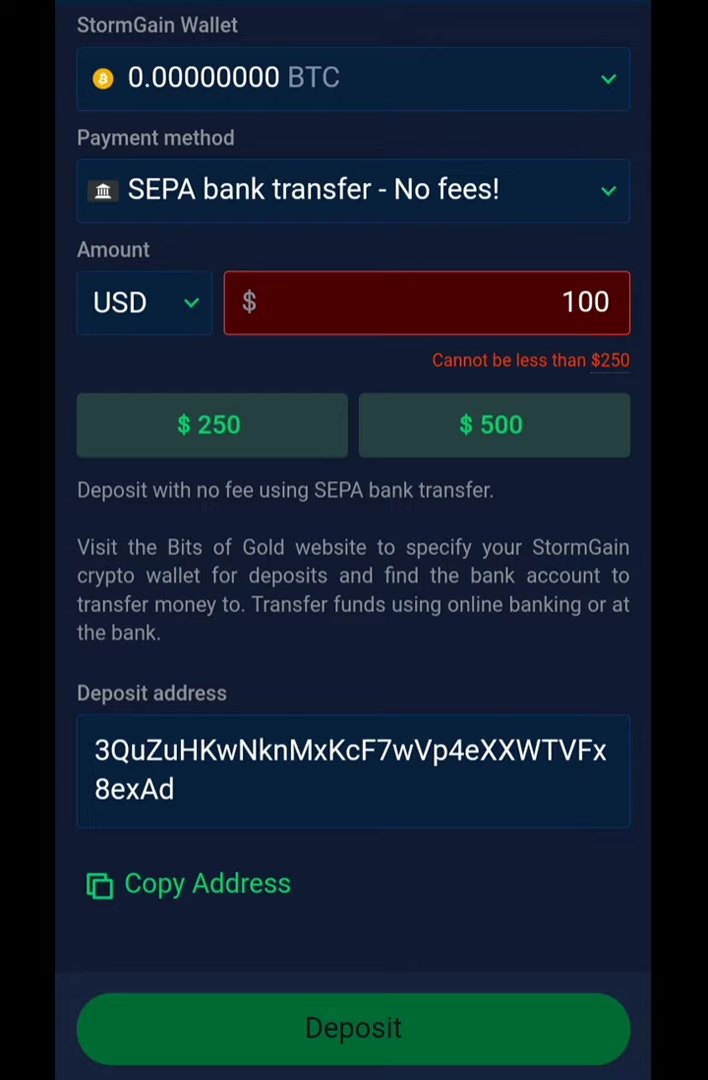 StormGain Wallet
0.00000000 BTC
Payment method
SEPA bank transfer - No fees!
Amount
USD
$ 100
Cannot be less than $250
$ 250
$ 500
Deposit with no fee using SEPA bank transfer.
Visit the Bits of Gold website to specify your StormGain
crypto wallet for deposits and find the bank account to
transfer money to. Transfer funds using online banking or at
the bank.
Deposit address
3QuZuHKwNknMxKcF7wVp4eXXWTVFx
8exAd
Copy Address
Deposit